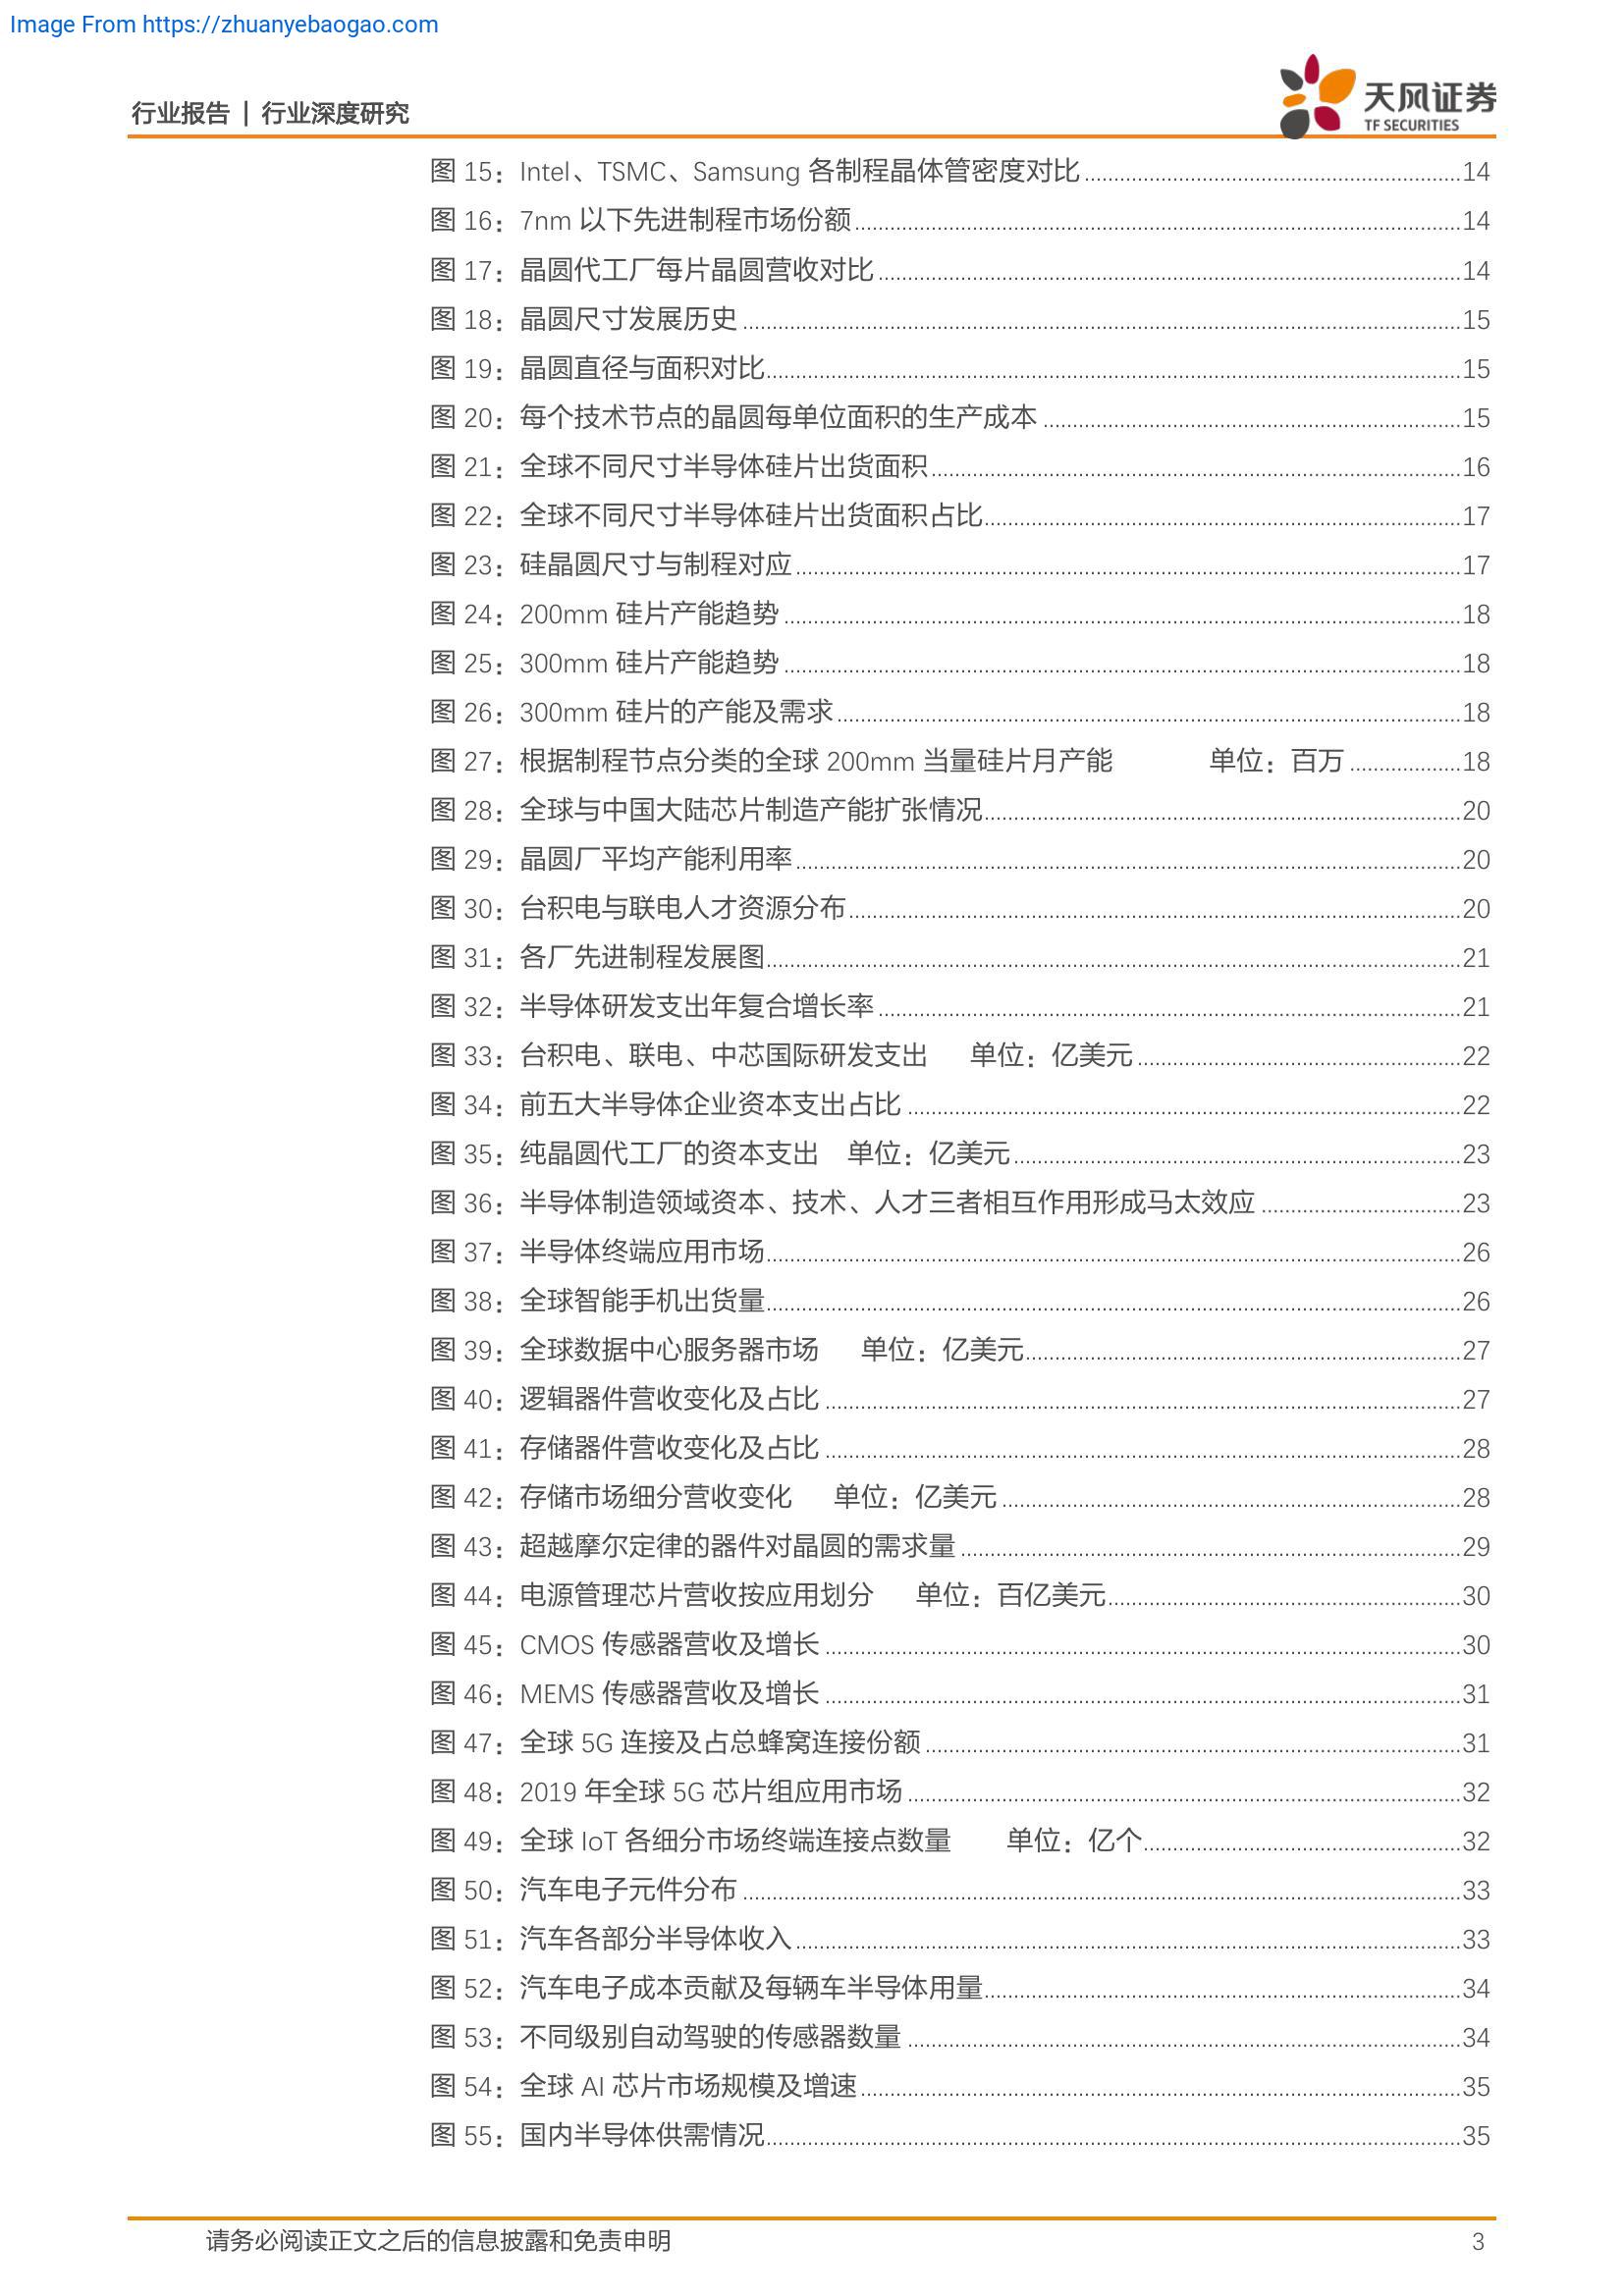 Image From https://zhuanyebaogao.com
行业报告 | 行业深度研究
天风证券
TF SECURITIES
图 15：Intel、TSMC、Samsung 各制程晶体管密度对比 14
图 16：7nm 以下先进制程市场份额 14
图 17：晶圆代工厂每片晶圆营收对比 14
图 18：晶圆尺寸发展历史 15
图 19：晶圆直径与面积对比 15
图 20：每个技术节点的晶圆每单位面积的生产成本 15
图 21：全球不同尺寸半导体硅片出货面积 16
图 22：全球不同尺寸半导体硅片出货面积占比 17
图 23：硅晶圆尺寸与制程对应 17
图 24：200mm 硅片产能趋势 18
图 25：300mm 硅片产能趋势 18
图 26：300mm 硅片的产能及需求 18
图 27：根据制程节点分类的全球 200mm 当量硅片月产能 单位：百万 18
图 28：全球与中国大陆芯片制造产能扩张情况 20
图 29：晶圆厂平均产能利用率 20
图 30：台积电与联电人才资源分布 20
图 31：各厂先进制程发展图 21
图 32：半导体研发支出年复合增长率 21
图 33：台积电、联电、中芯国际研发支出 单位：亿美元 22
图 34：前五大半导体企业资本支出占比 22
图 35：纯晶圆代工厂的资本支出 单位：亿美元 23
图 36：半导体制造领域资本、技术、人才三者相互作用形成马太效应 23
图 37：半导体终端应用市场 26
图 38：全球智能手机出货量 26
图 39：全球数据中心服务器市场 单位：亿美元 27
图 40：逻辑器件营收变化及占比 27
图 41：存储器件营收变化及占比 28
图 42：存储市场细分营收变化 单位：亿美元 28
图 43：超越摩尔定律的器件对晶圆的需求量 29
图 44：电源管理芯片营收按应用划分 单位：百亿美元 30
图 45：CMOS 传感器营收及增长 30
图 46：MEMS 传感器营收及增长 31
图 47：全球 5G 连接及占总蜂窝连接份额 31
图 48：2019 年全球 5G 芯片组应用市场 32
图 49：全球 IoT 各细分市场终端连接点数量 单位：亿个 32
图 50：汽车电子元件分布 33
图 51：汽车各部分半导体收入 33
图 52：汽车电子成本贡献及每辆车半导体用量 34
图 53：不同级别自动驾驶的传感器数量 34
图 54：全球 AI 芯片市场规模及增速 35
图 55：国内半导体供需情况 35
请务必阅读正文之后的信息披露和免责申明 3